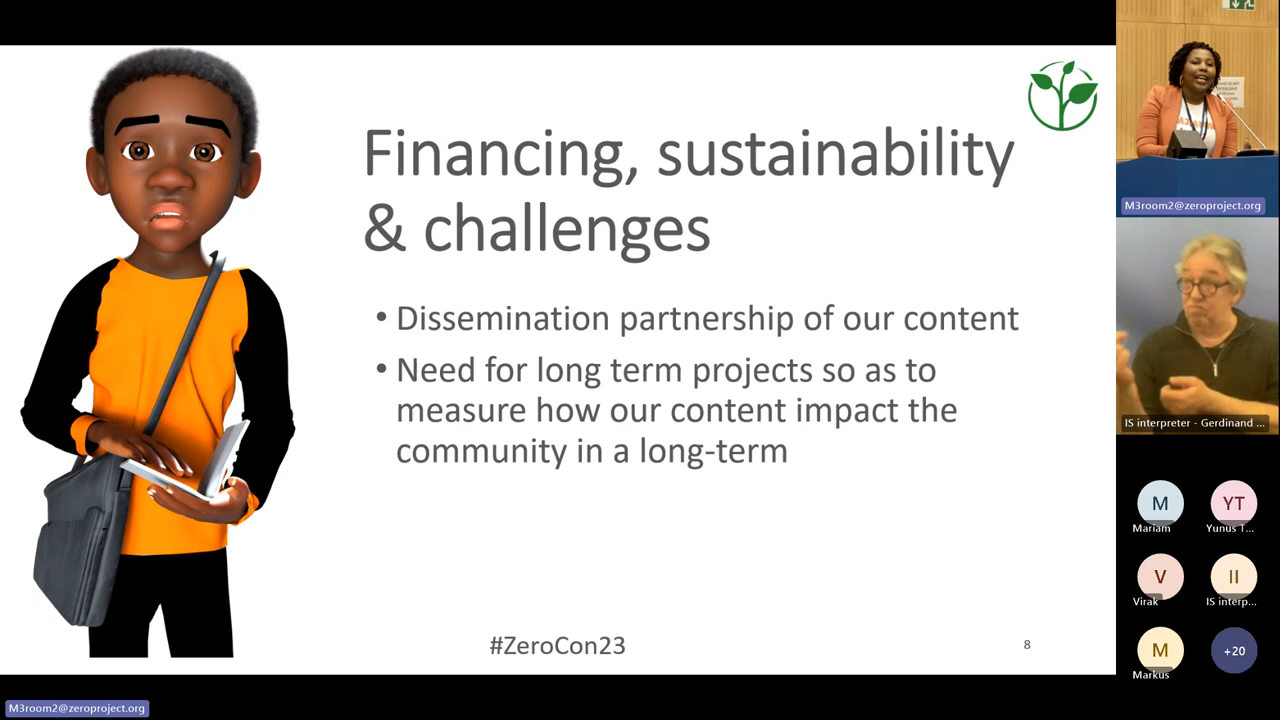 Financing, sustainability
& challenges
• Dissemination partnership of our content
• Need for long term projects so as to
measure how our content impact the
community in a long-term
#ZeroCon23
8
M3room2@zeroproject.org
M3room2@zeroproject.org
IS interpreter - Gerdinand ...
M
Mariam
YT
Yunus T...
V
Virak
II
IS interp...
M
Markus
+20